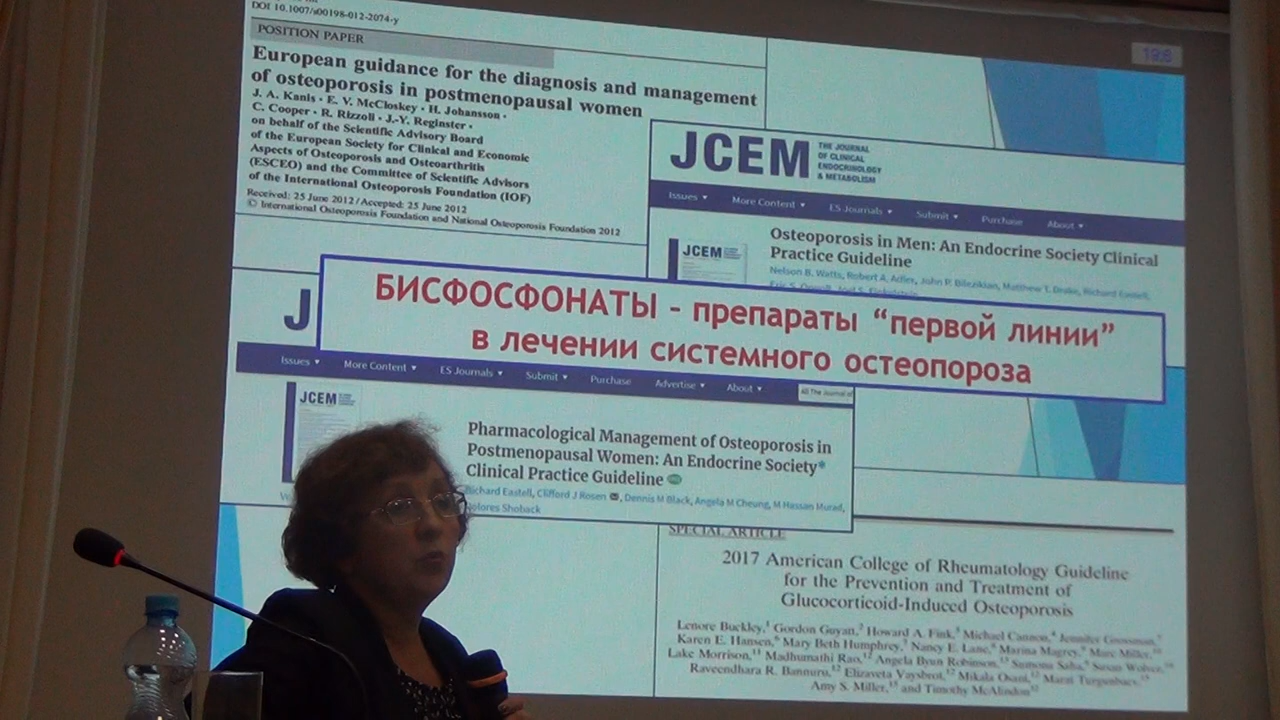 DOI 10.1007/s00198-012-2074-y
POSITION PAPER
European guidance for the diagnosis and management
of osteoporosis in postmenopausal women
J. A. Kanis · E. V. McCloskey · H. Johansson ·
C. Cooper · R. Rizzoli · J.-Y. Reginster ·
on behalf of the Scientific Advisory Board
of the European Society for Clinical and Economic
Aspects of Osteoporosis and Osteoarthritis
(ESCEO) and the Committee of Scientific Advisors
of the International Osteoporosis Foundation (IOF)
Received: 25 June 2012 / Accepted: 25 June 2012
© International Osteoporosis Foundation and National Osteoporosis Foundation 2012
JCEM
THE JOURNAL
OF CLINICAL
ENDOCRINOLOGY
& METABOLISM
Issues More Content ES Journals Submit Purchase About
JCEM
Osteoporosis in Men: An Endocrine Society Clinical
Practice Guideline
Nelson B. Watts, Robert A. Adler, John P. Bilezikian, Matthew T. Drake, Richard Eastell,
J
БИСФОСФОНАТЫ – препараты “первой линии”
в лечении системного остеопороза
Issues More Content ES Journals Submit Purchase Advertise About
JCEM
Pharmacological Management of Osteoporosis in
Postmenopausal Women: An Endocrine Society*
Clinical Practice Guideline
Richard Eastell, Clifford J Rosen, Dennis M Black, Angela M Cheung, M Hassan Murad,
Dolores Shoback
SPECIAL ARTICLE
2017 American College of Rheumatology Guideline
for the Prevention and Treatment of
Glucocorticoid-Induced Osteoporosis
Lenore Buckley, Gordon Guyatt, Howard A. Fink, Michael Cannon, Jennifer Grossman,
Karen E. Hansen, Mary Beth Humphrey, Nancy E. Lane, Marina Magrey, Marc Miller,
Lake Morrison, Madhumathi Rao, Angela Byun Robinson, Sumona Saha, Susan Wolver,
Raveendhara R. Bannuru, Elizaveta Vaysbrot, Mikala Osani, Marat Turgunbaev,
Amy S. Miller, and Timothy McAlindon